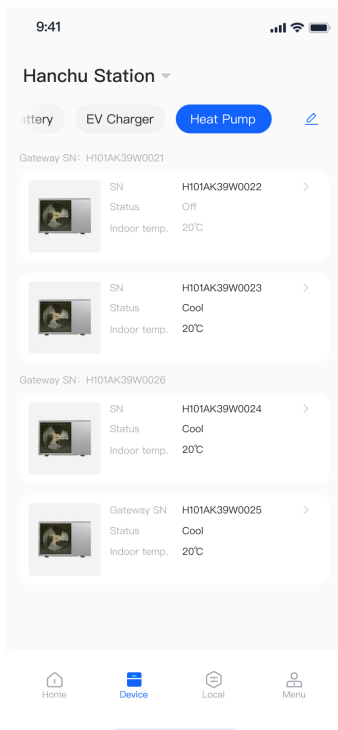 9:41
Hanchu Station
attery EV Charger Heat Pump
Gateway SN: H101AK39W0021
SN H101AK39W0022
Status Off
Indoor temp. 20℃
SN H101AK39W0023
Status Cool
Indoor temp. 20℃
Gateway SN: H101AK39W0026
SN H101AK39W0024
Status Cool
Indoor temp. 20℃
Gateway SN H101AK39W0025
Status Cool
Indoor temp. 20℃
Home Device Local Menu